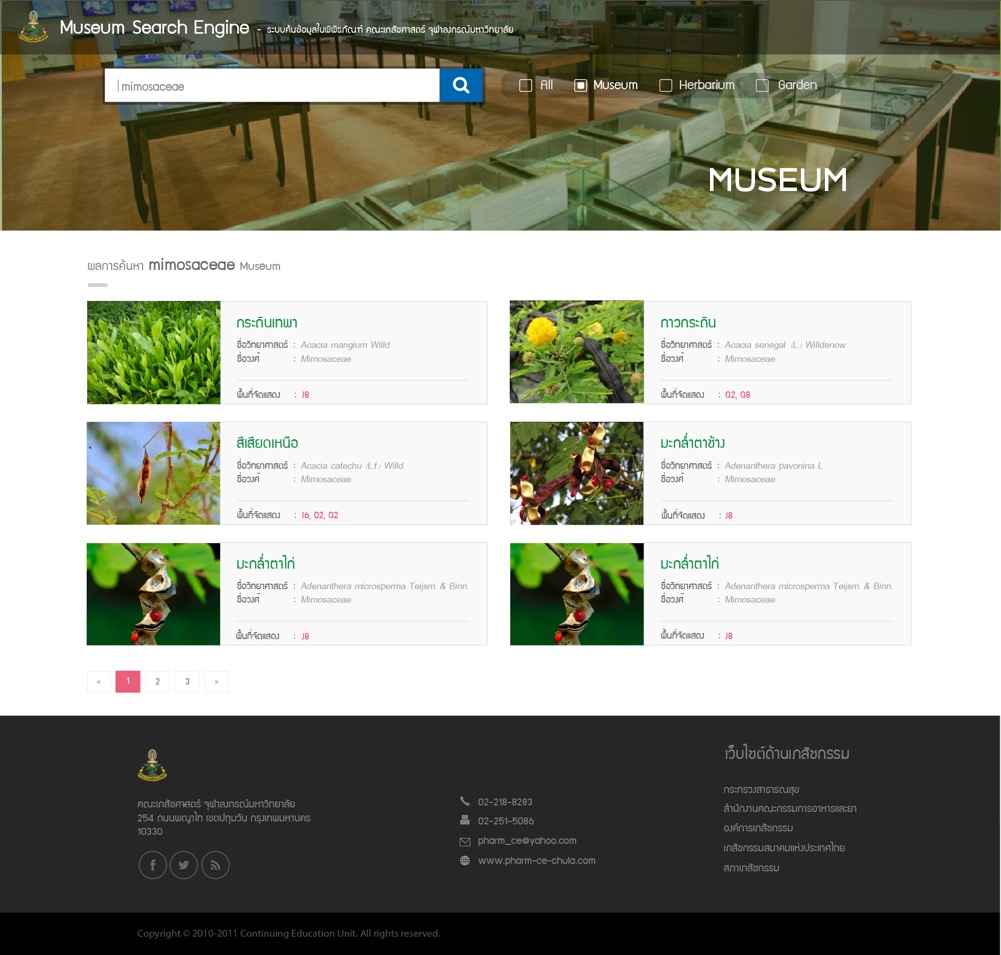 Museum Search Engine - ระบบค้นข้อมูลในพิพิธภัณฑ์ คณะเภสัชศาสตร์ จุฬาลงกรณ์มหาวิทยาลัย
mimosaceae
All Museum Herbarium Garden
MUSEUM
ผลการค้นหา mimosaceae Museum
กระถินเทพา
ชื่อวิทยาศาสตร์ : Acacia mangium Willd.
ชื่อวงศ์ : Mimosaceae
พื้นที่จัดแสดง : J8
กาวกระถิน
ชื่อวิทยาศาสตร์ : Acacia senegal (L.) Willdenow
ชื่อวงศ์ : Mimosaceae
พื้นที่จัดแสดง : Q2, Q8
สีเสียดเหนือ
ชื่อวิทยาศาสตร์ : Acacia catechu (L.f.) Willd.
ชื่อวงศ์ : Mimosaceae
พื้นที่จัดแสดง : I6, O2, Q2
มะกล่ำตาช้าง
ชื่อวิทยาศาสตร์ : Adenanthera pavonina L.
ชื่อวงศ์ : Mimosaceae
พื้นที่จัดแสดง : J8
มะกล่ำตาไก่
ชื่อวิทยาศาสตร์ : Adenanthera microsperma Teijsm. & Binn.
ชื่อวงศ์ : Mimosaceae
พื้นที่จัดแสดง : J8
มะกล่ำตาไก่
ชื่อวิทยาศาสตร์ : Adenanthera microsperma Teijsm. & Binn.
ชื่อวงศ์ : Mimosaceae
พื้นที่จัดแสดง : J8
« 1 2 3 »
คณะเภสัชศาสตร์ จุฬาลงกรณ์มหาวิทยาลัย
254 ถนนพญาไท เขตปทุมวัน กรุงเทพมหานคร
10330
02-218-8283
02-251-5086
pharm_ce@yahoo.com
www.pharm-ce-chula.com
เว็บไซต์ด้านเภสัชกรรม
กระทรวงสาธารณสุข
สำนักงานคณะกรรมการอาหารและยา
องค์การเภสัชกรรม
เภสัชกรรมสมาคมแห่งประเทศไทย
สภาเภสัชกรรม
Copyright © 2010-2011 Continuing Education Unit. All rights reserved.